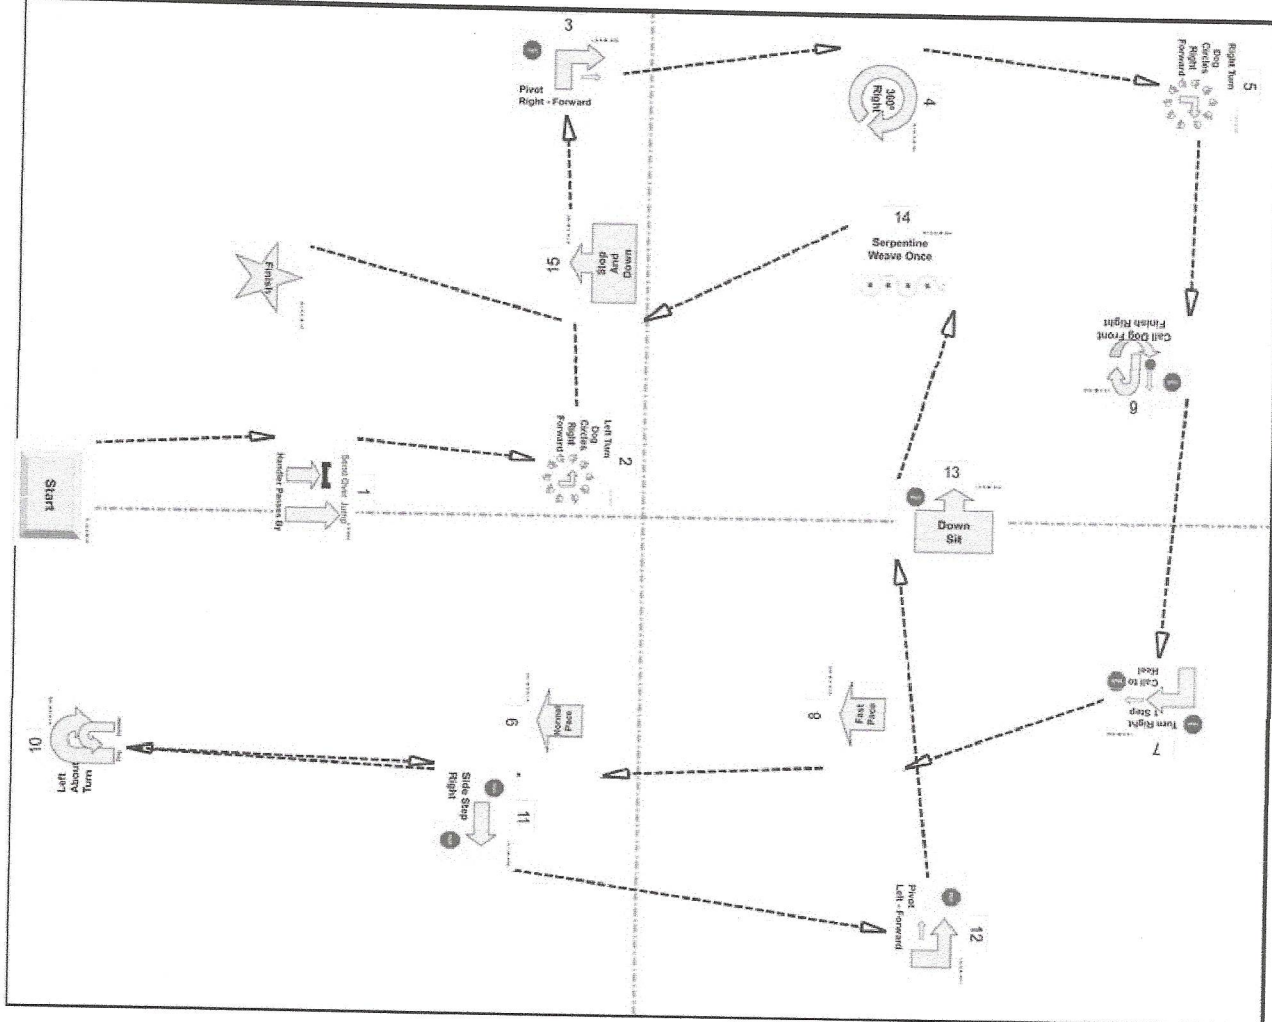 Start
1
Send Over Jump
Handler Passes By
2
Left Turn
Dog
Circles
Right
Forward
3
Pivot
Right - Forward
4
360º
Right
5
Right Turn
Dog
Circles
Right
Forward
6
Call Dog Front
Finish Right
7
Turn Right
1 Step
Call to
Heel
8
Fast
Pace
9
Normal
Pace
10
Left
About
Turn
11
Side Step
Right
12
Pivot
Left - Forward
13
Down
Sit
14
Serpentine
Weave Once
15
Down
And
Stop
Finish